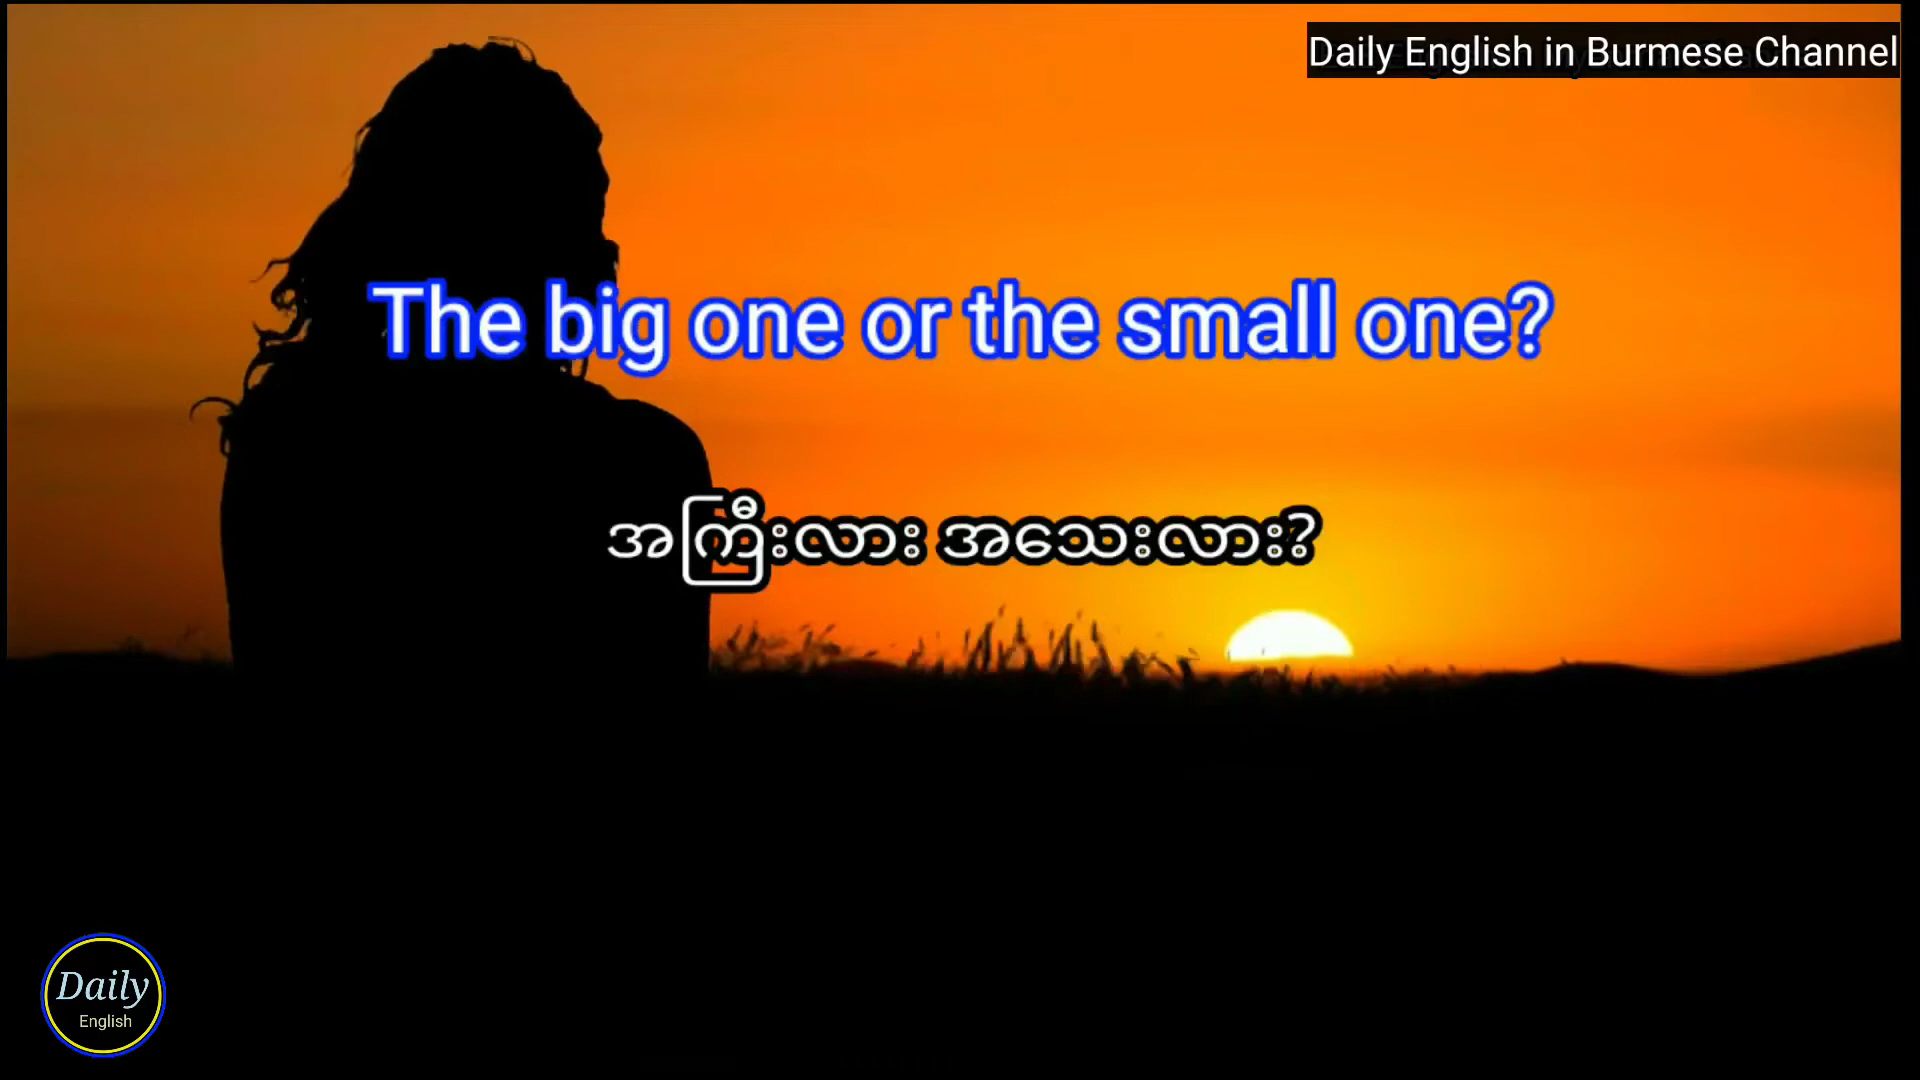 Daily English in Burmese Channel
The big one or the small one?
အကြီးလား အသေးလား?
Daily
English